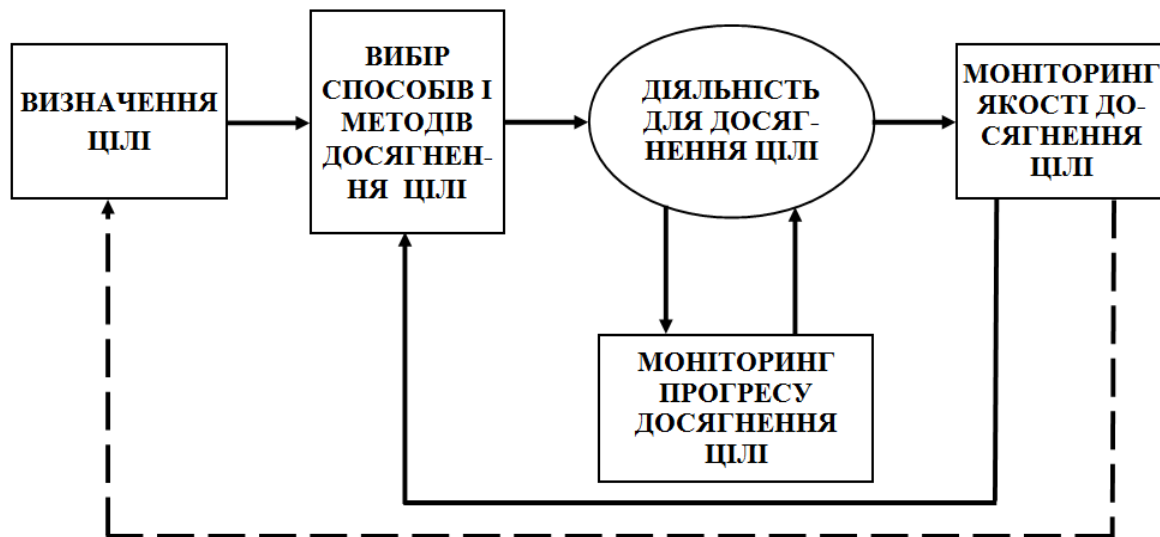 ВИЗНАЧЕННЯ
ЦІЛІ
ВИБІР
СПОСОБІВ І
МЕТОДІВ
ДОСЯГНЕН-
НЯ ЦІЛІ
ДІЯЛЬНІСТЬ
ДЛЯ ДОСЯГ-
НЕННЯ ЦІЛІ
МОНІТОРИНГ
ЯКОСТІ ДО-
СЯГНЕННЯ
ЦІЛІ
МОНІТОРИНГ
ПРОГРЕСУ
ДОСЯГНЕННЯ
ЦІЛІ